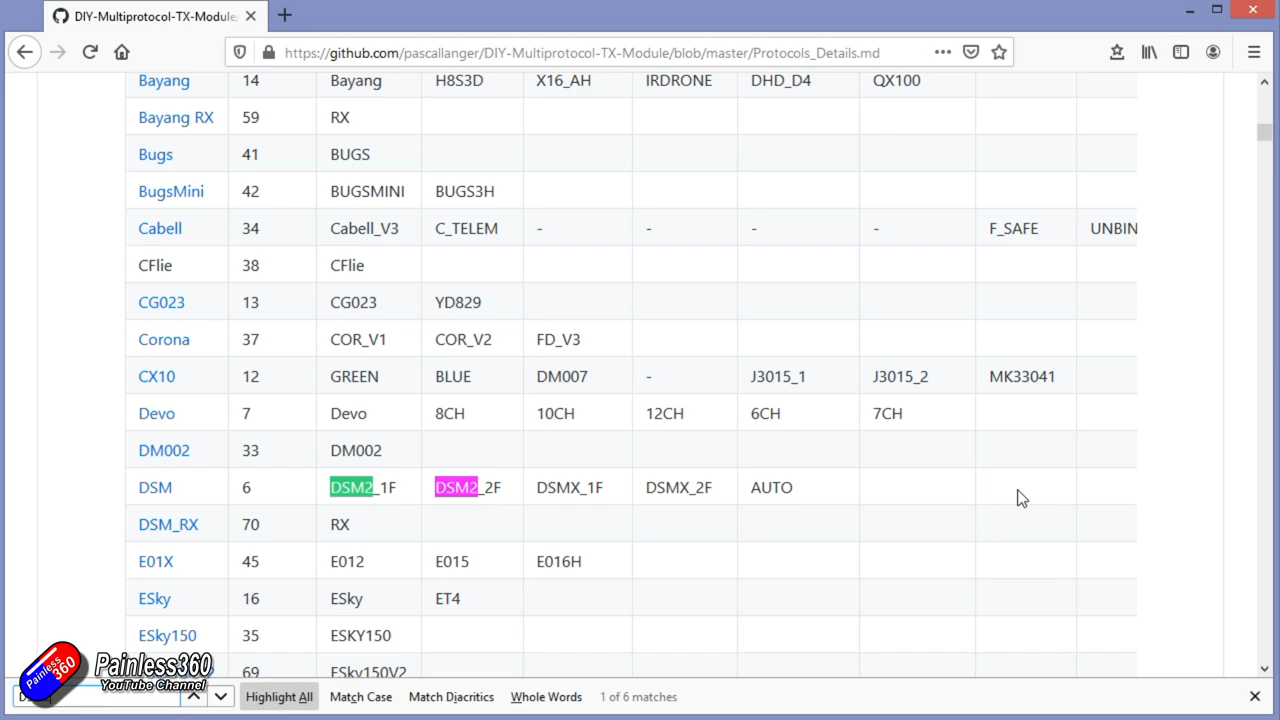 DIY-Multiprotocol-TX-Module/
https://github.com/pascallanger/DIY-Multiprotocol-TX-Module/blob/master/Protocols_Details.md
Bayang 14 Bayang H8S3D X16_AH IRDRONE DHD_D4 QX100
Bayang RX 59 RX
Bugs 41 BUGS
BugsMini 42 BUGSMINI BUGS3H
Cabell 34 Cabell_V3 C_TELEM - - - - F_SAFE UNBIN
CFlie 38 CFlie
CG023 13 CG023 YD829
Corona 37 COR_V1 COR_V2 FD_V3
CX10 12 GREEN BLUE DM007 - J3015_1 J3015_2 MK33041
Devo 7 Devo 8CH 10CH 12CH 6CH 7CH
DM002 33 DM002
DSM 6 DSM2_1F DSM2_2F DSMX_1F DSMX_2F AUTO
DSM_RX 70 RX
E01X 45 E012 E015 E016H
ESky 16 ESky ET4
ESky150 35 ESKY150
69 ESky150V2
Painless360
Painless360
YouTube Channel
Highlight All Match Case Match Diacritics Whole Words 1 of 6 matches